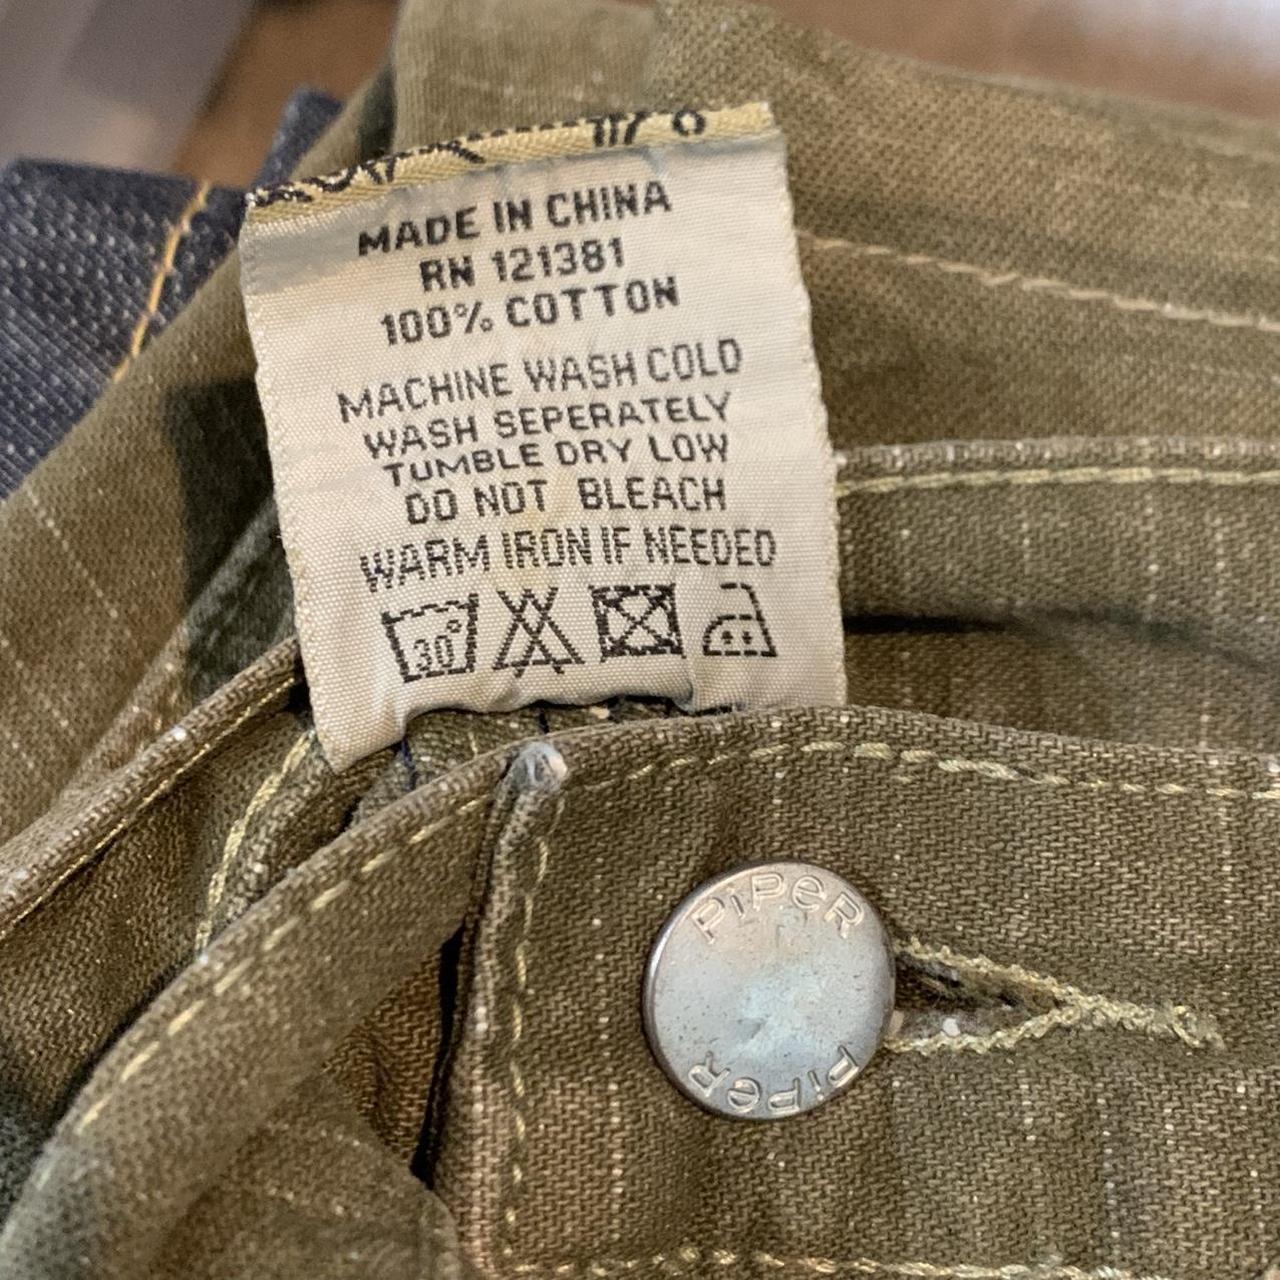 MADE IN CHINA
RN 121381
100% COTTON
MACHINE WASH COLD
WASH SEPERATELY
TUMBLE DRY LOW
DO NOT BLEACH
WARM IRON IF NEEDED
30°
PiPeR
PiPeR